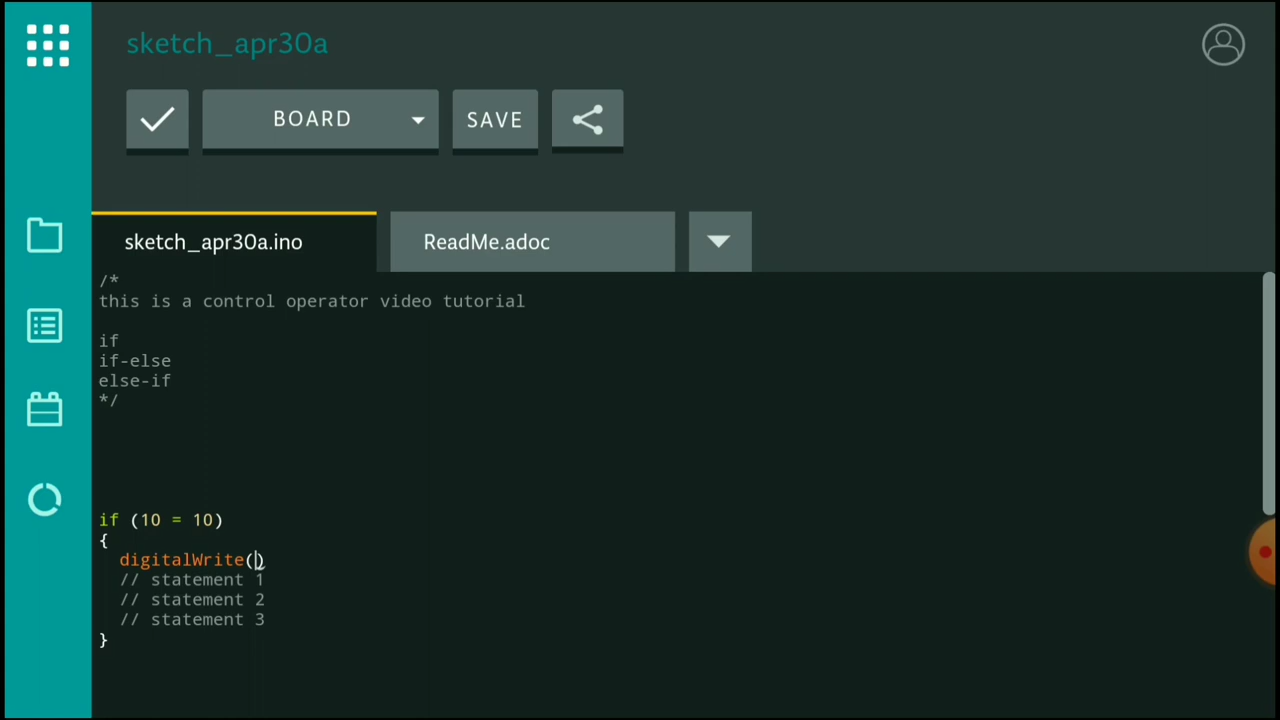 sketch_apr30a
BOARD
SAVE
sketch_apr30a.ino
ReadMe.adoc
/*
this is a control operator video tutorial
if
if-else
else-if
*/
if (10 = 10)
{
digitalWrite()
// statement 1
// statement 2
// statement 3
}